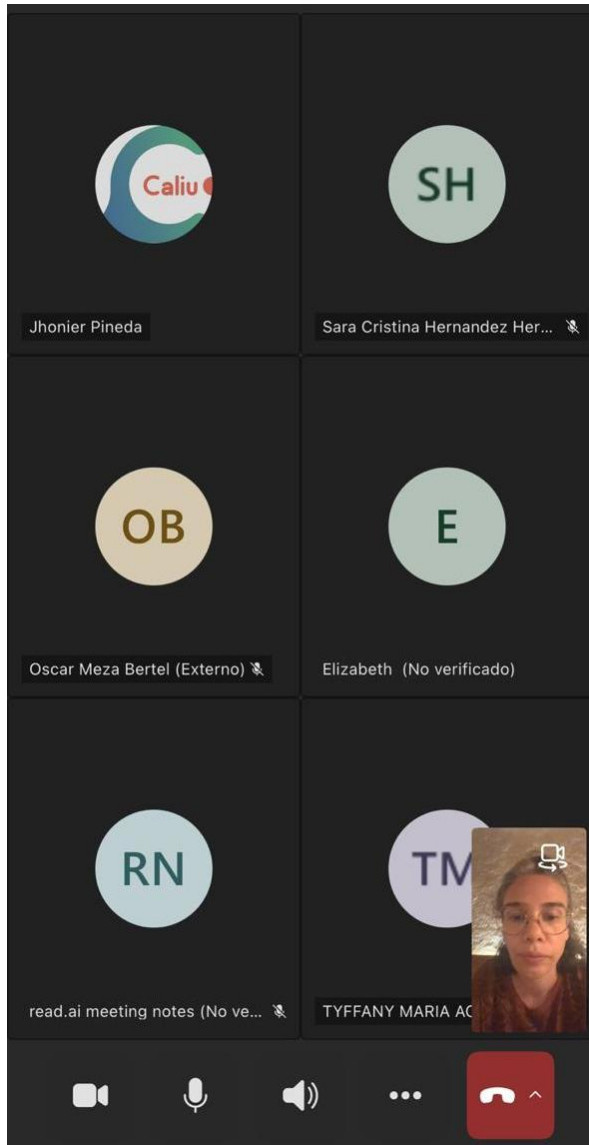 Caliu
SH
Jhonier Pineda
Sara Cristina Hernandez Her...
OB
E
Oscar Meza Bertel (Externo)
Elizabeth (No verificado)
RN
TM
read.ai meeting notes (No ve...
TYFFANY MARIA AC